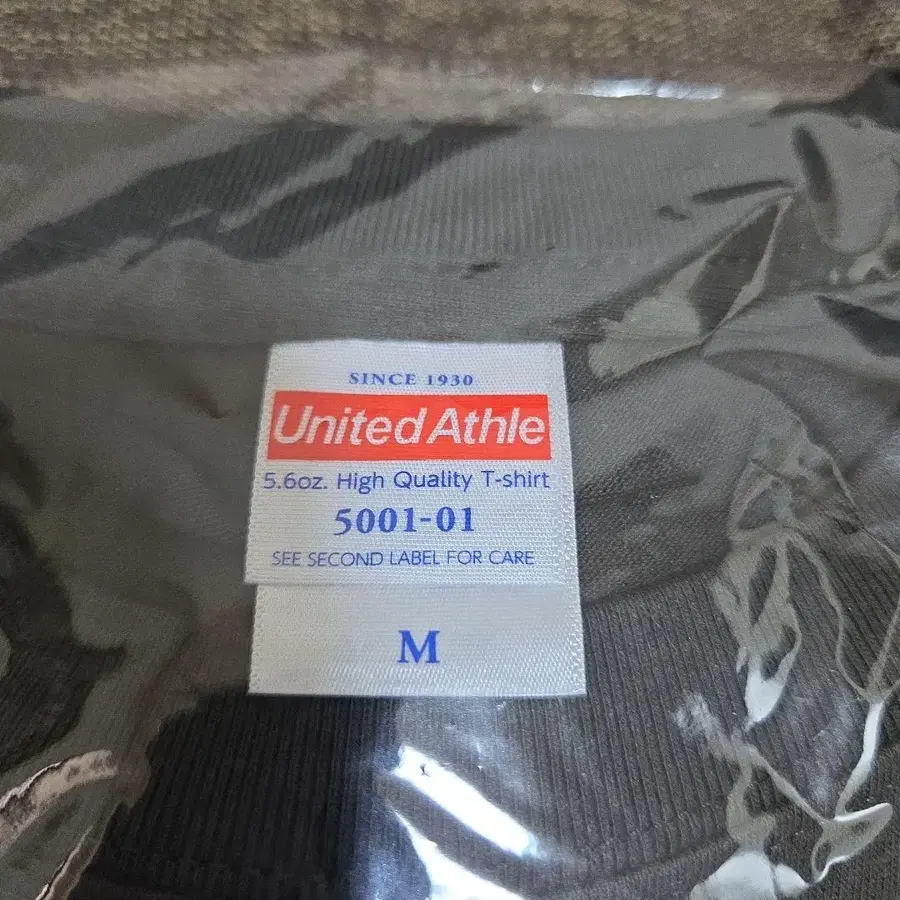 SINCE 1930
United Athle
5.6oz. High Quality T-shirt
5001-01
SEE SECOND LABEL FOR CARE
M